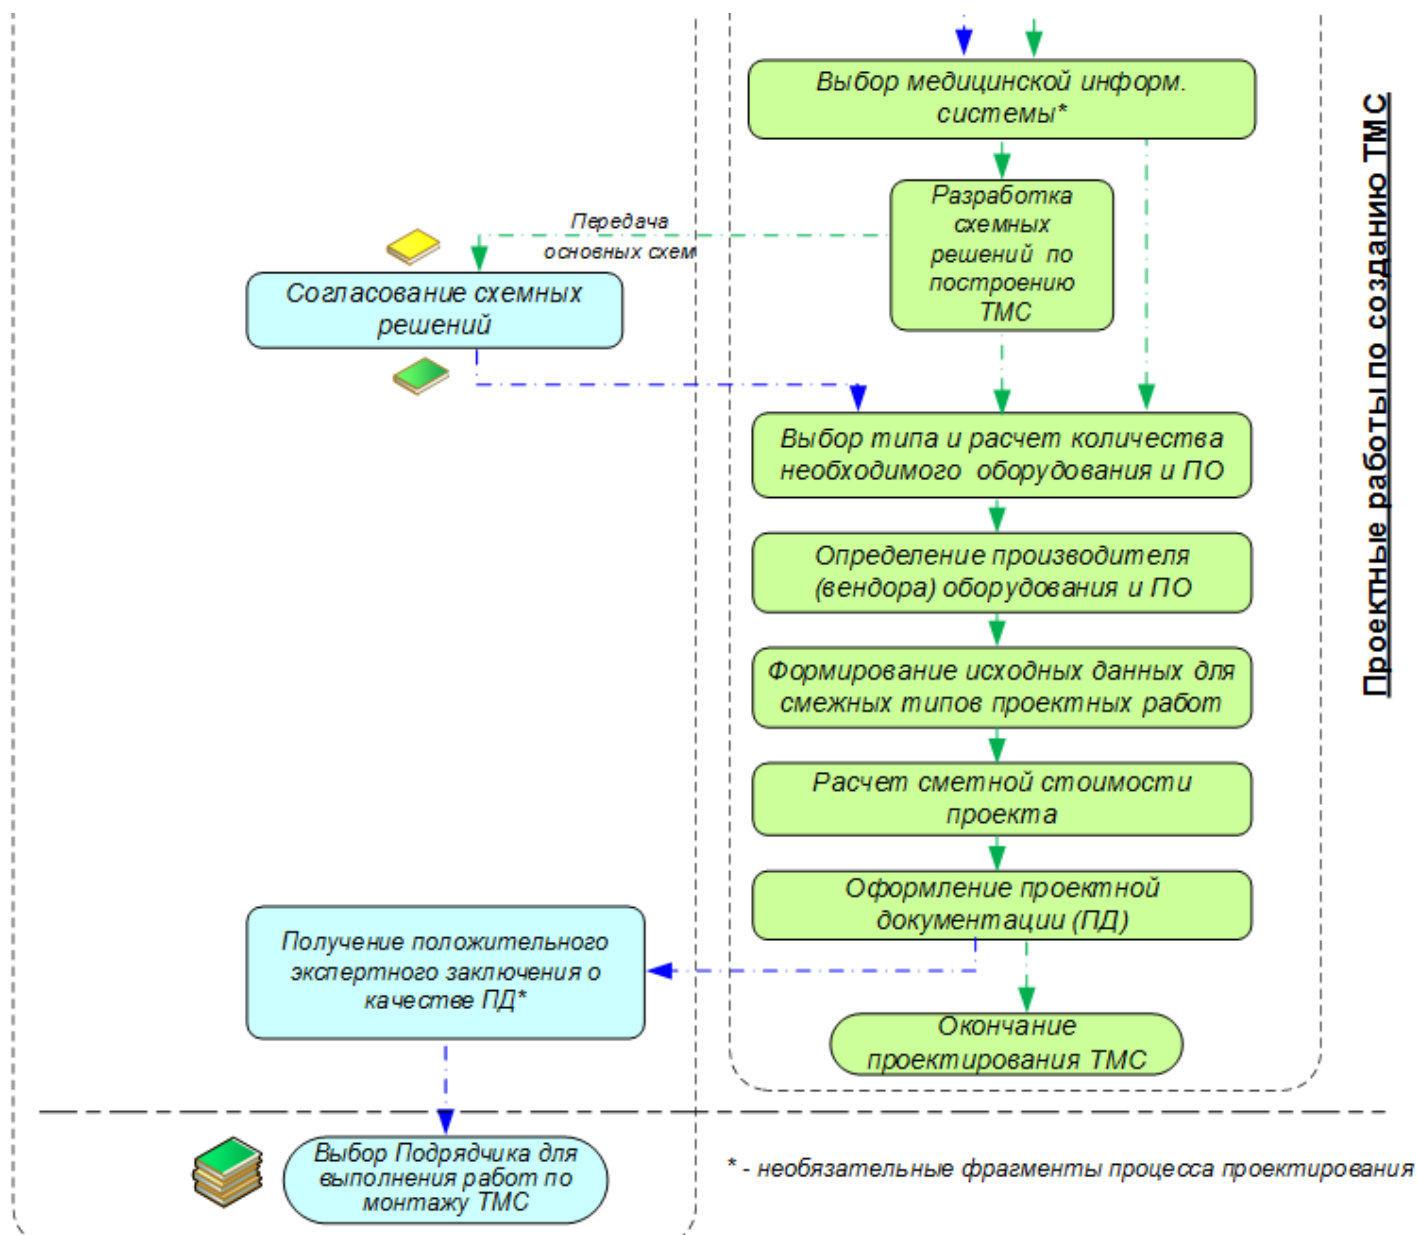 Выбор медицинской информ.
системы*
Разработка
схемных
решений по
построению
ТМС
Передача
основных схем
Согласование схемных
решений
Выбор типа и расчет количества
необходимого оборудования и ПО
Определение производителя
(вендора) оборудования и ПО
Формирование исходных данных для
смежных типов проектных работ
Расчет сметной стоимости
проекта
Оформление проектной
документации (ПД)
Получение положительного
экспертного заключения о
качестве ПД*
Окончание
проектирования ТМС
Выбор Подрядчика для
выполнения работ по
монтажу ТМС
* - необязательные фрагменты процесса проектирования
Проектные работы по созданию ТМС